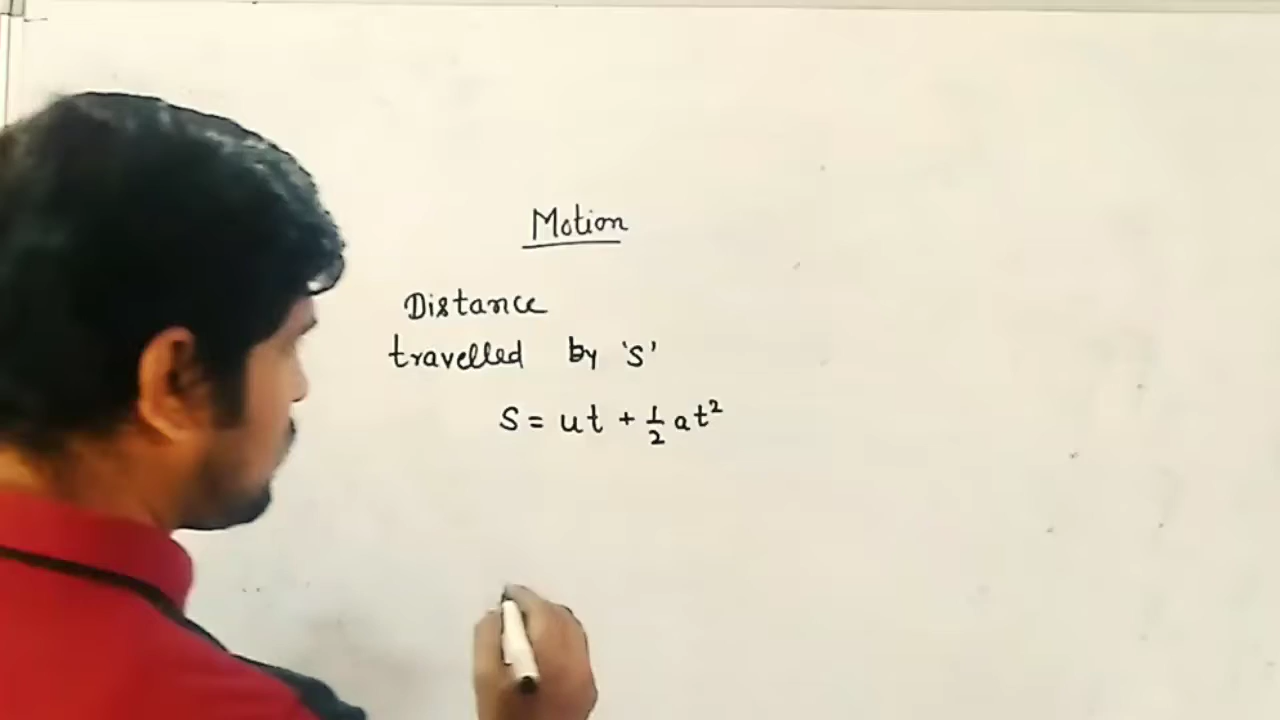 Motion
Distance
travelled by 's'
S = ut + 1/2 at²